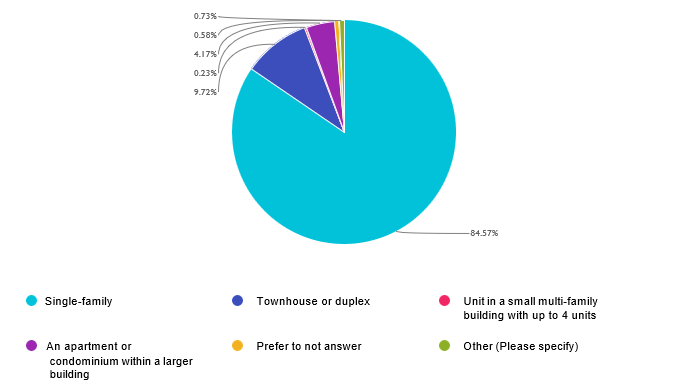 0.73%
0.58%
4.17%
0.23%
9.72%
84.57%
Single-family
Townhouse or duplex
Unit in a small multi-family
building with up to 4 units
An apartment or
condominium within a larger
building
Prefer to not answer
Other (Please specify)